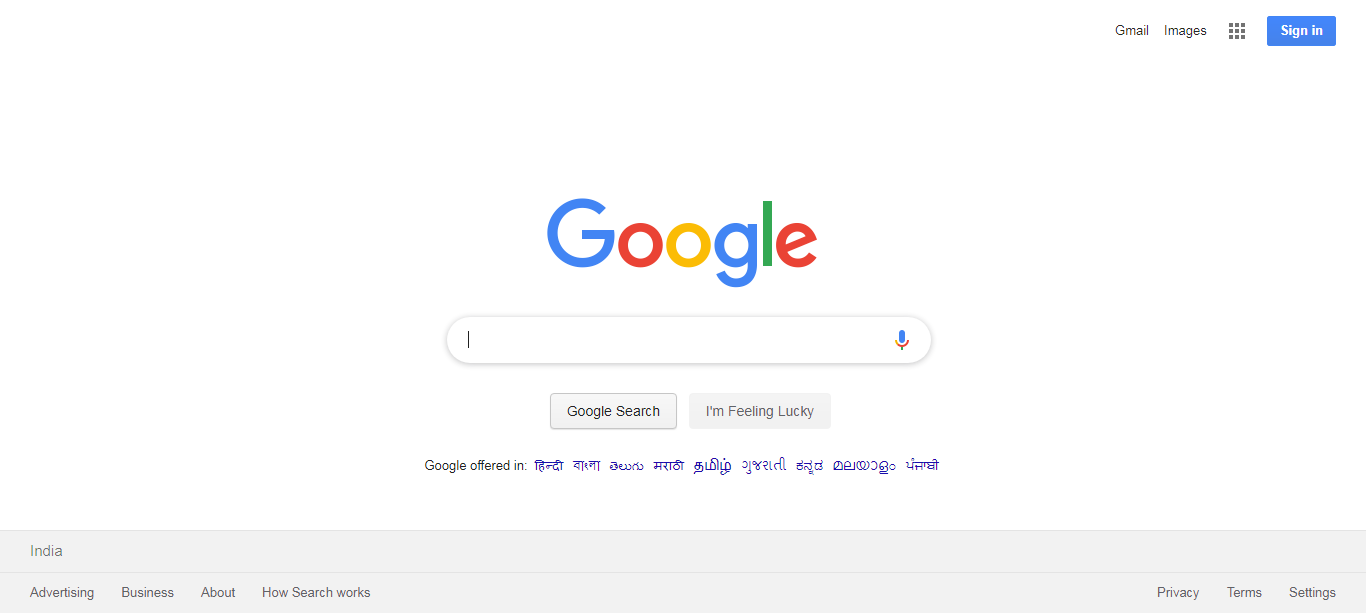 Gmail Images Sign in
Google
Google Search I'm Feeling Lucky
Google offered in: हिन्दी বাংলা తెలుగు मराठी தமிழ் ગુજરાતી ಕನ್ನಡ മലയാളം ਪੰਜਾਬੀ
India
Advertising Business About How Search works Privacy Terms Settings